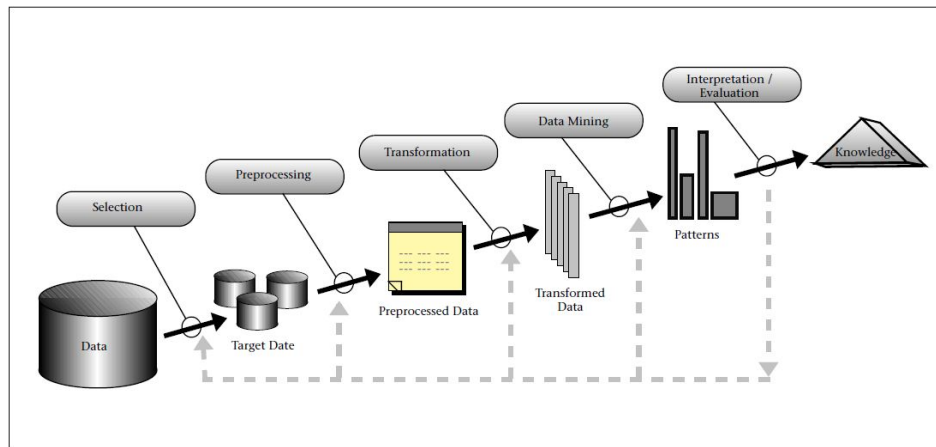 Interpretation /
Evaluation
Data Mining
Knowledge
Transformation
Preprocessing
Selection
Patterns
Transformed
Data
Preprocessed Data
Target Date
Data